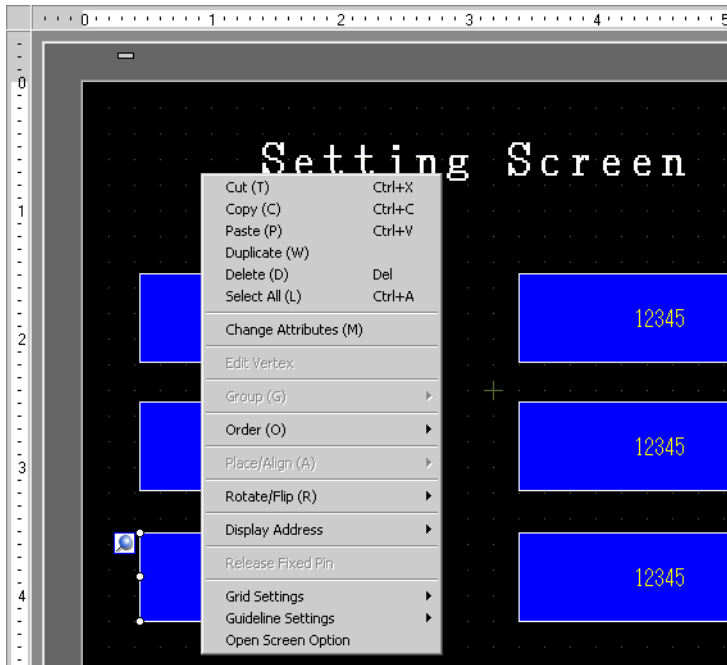 0 1 2 3 4 5
0
Setting Screen
Cut (T) Ctrl+X
Copy (C) Ctrl+C
1
Paste (P) Ctrl+V
Duplicate (W)
Delete (D) Del
Select All (L) Ctrl+A
12345
Change Attributes (M)
2
Edit Vertex
Group (G)
Order (O)
12345
Place/Align (A)
3
Rotate/Flip (R)
Display Address
Release Fixed Pin
12345
Grid Settings
4
Guideline Settings
Open Screen Option